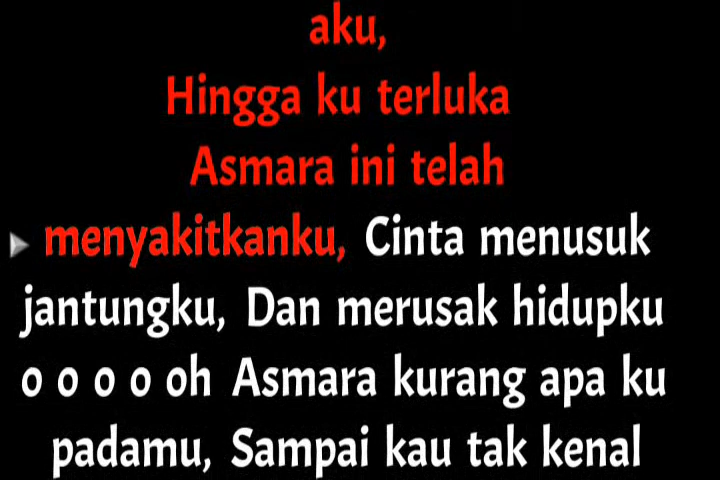 aku,
Hingga ku terluka
Asmara ini telah
menyakitkanku, Cinta menusuk
jantungku, Dan merusak hidupku
o o o o oh Asmara kurang apa ku
padamu, Sampai kau tak kenal